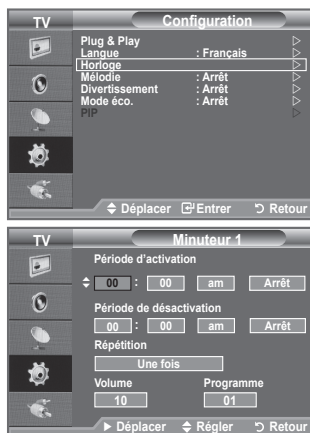 TV Configuration
Plug & Play
Langue : Français
Horloge
Mélodie : Arrêt
Divertissement : Arrêt
Mode éco. : Arrêt
PIP
Déplacer Entrer Retour
TV Minuteur 1
Période d'activation
00 : 00 am Arrêt
Période de désactivation
00 : 00 am Arrêt
Répétition
Une fois
Volume Programme
10 01
Déplacer Régler Retour